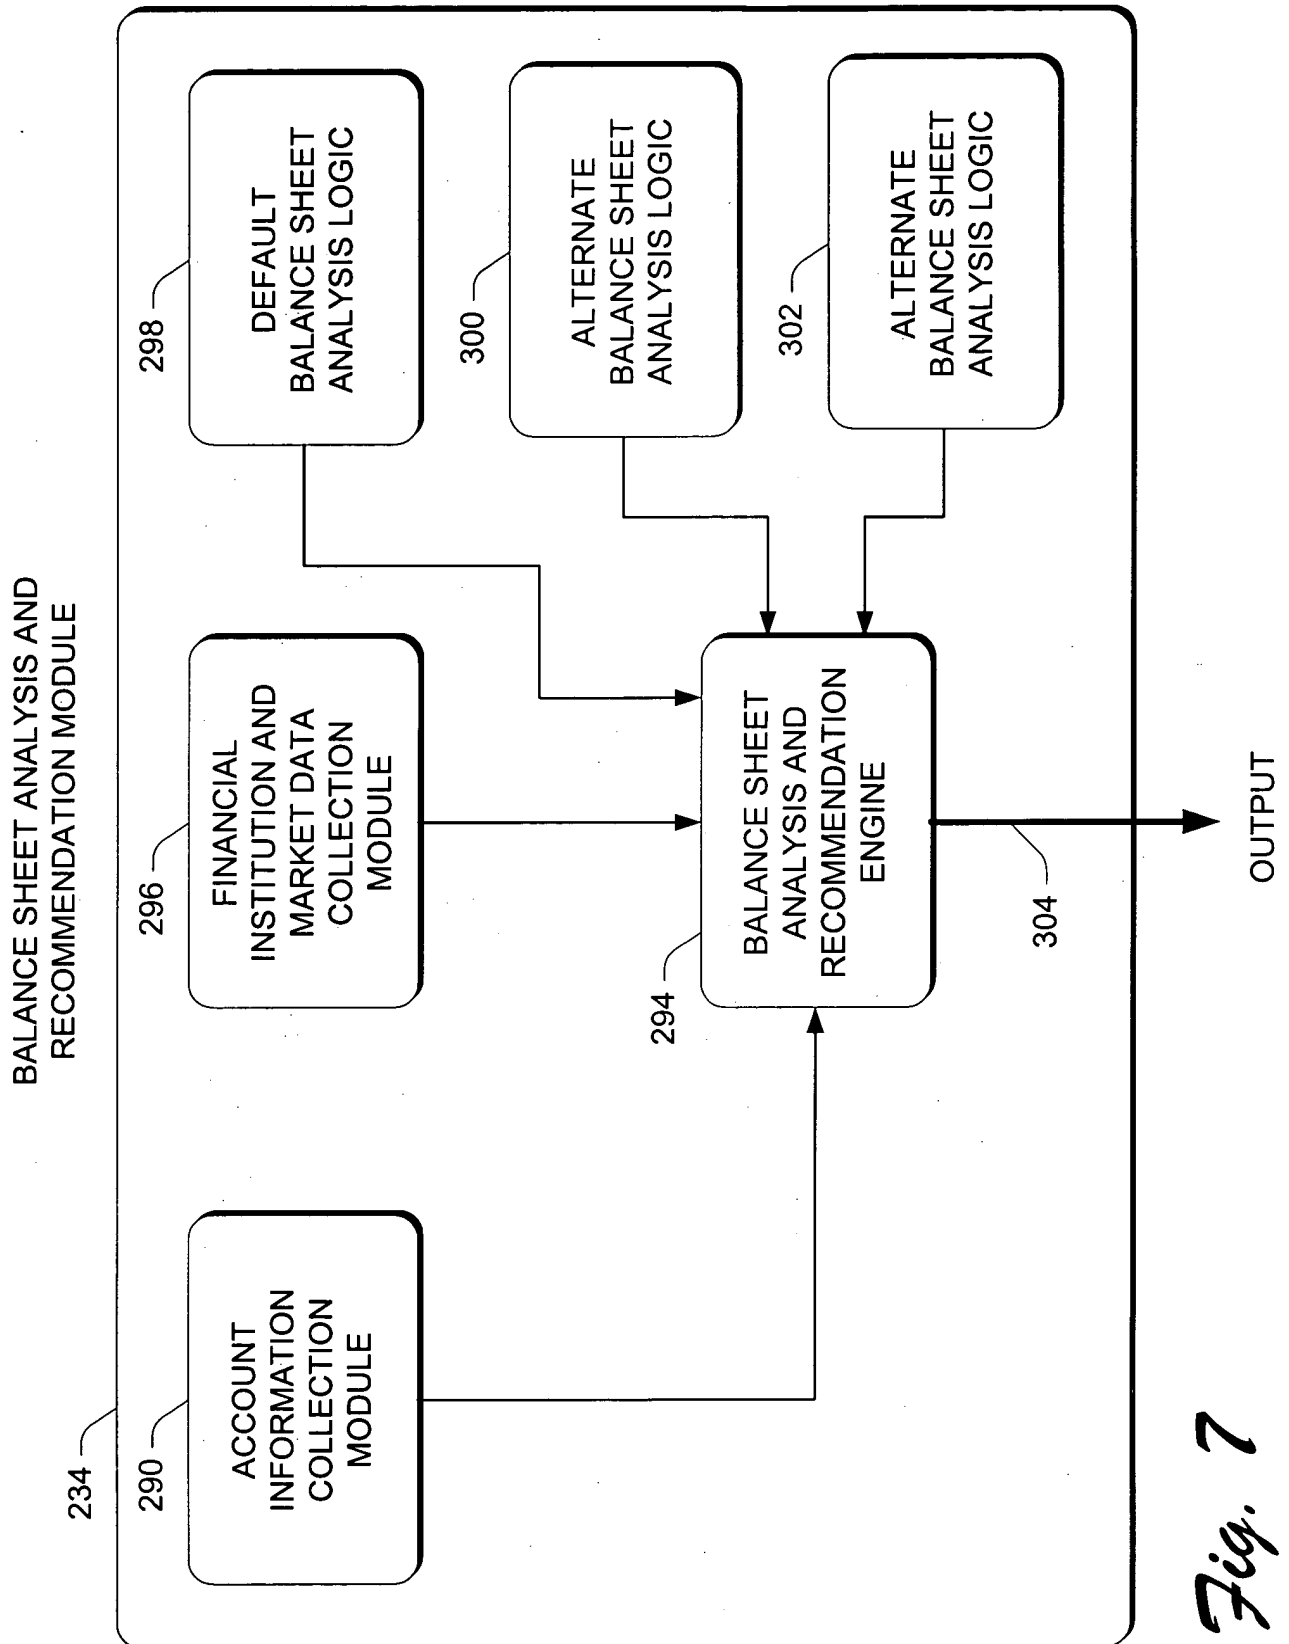 BALANCE SHEET ANALYSIS AND
RECOMMENDATION MODULE
234
290
ACCOUNT
INFORMATION
COLLECTION
MODULE
296
FINANCIAL
INSTITUTION AND
MARKET DATA
COLLECTION
MODULE
298
DEFAULT
BALANCE SHEET
ANALYSIS LOGIC
300
ALTERNATE
BALANCE SHEET
ANALYSIS LOGIC
302
ALTERNATE
BALANCE SHEET
ANALYSIS LOGIC
294
BALANCE SHEET
ANALYSIS AND
RECOMMENDATION
ENGINE
304
OUTPUT
Fig. 7